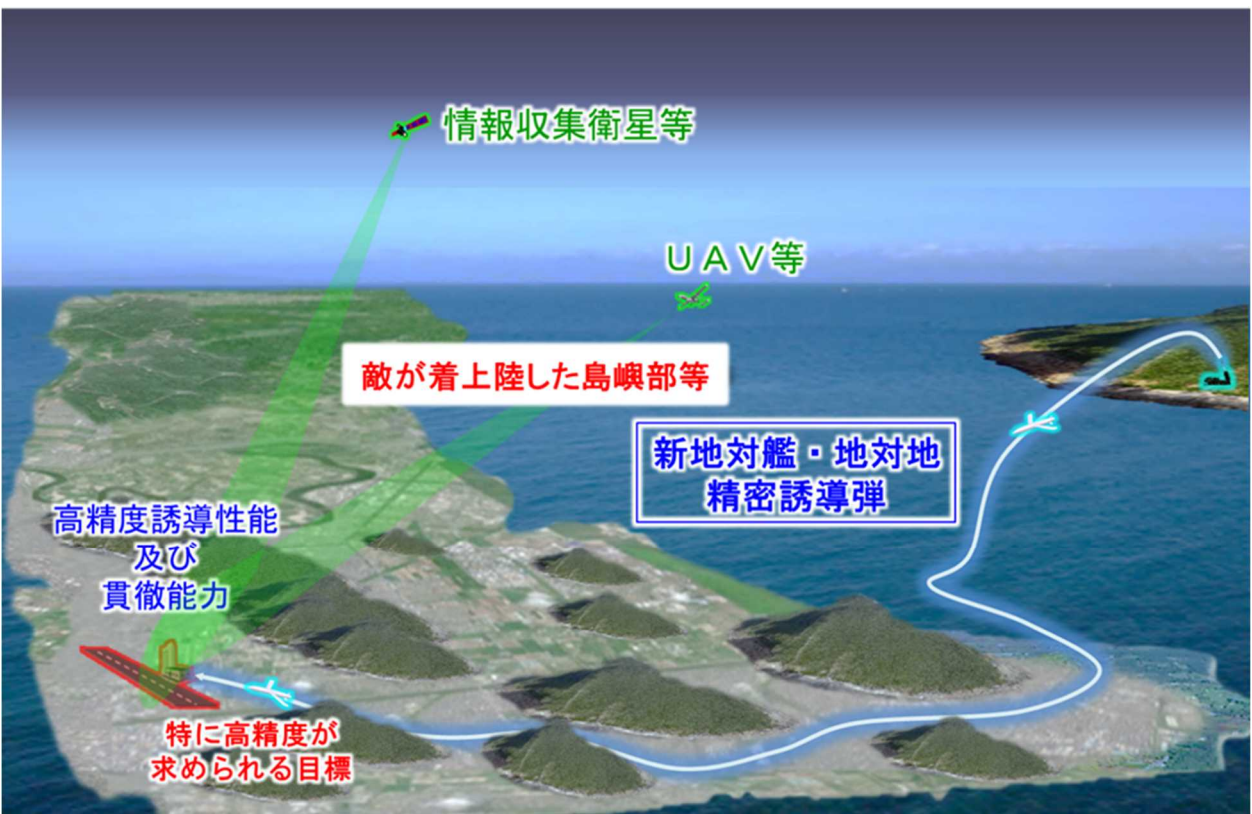 情報収集衛星等
ＵＡＶ等
敵が着上陸した島嶼部等
新地対艦・地対地
精密誘導弾
高精度誘導性能
及び
貫徹能力
特に高精度が
求められる目標